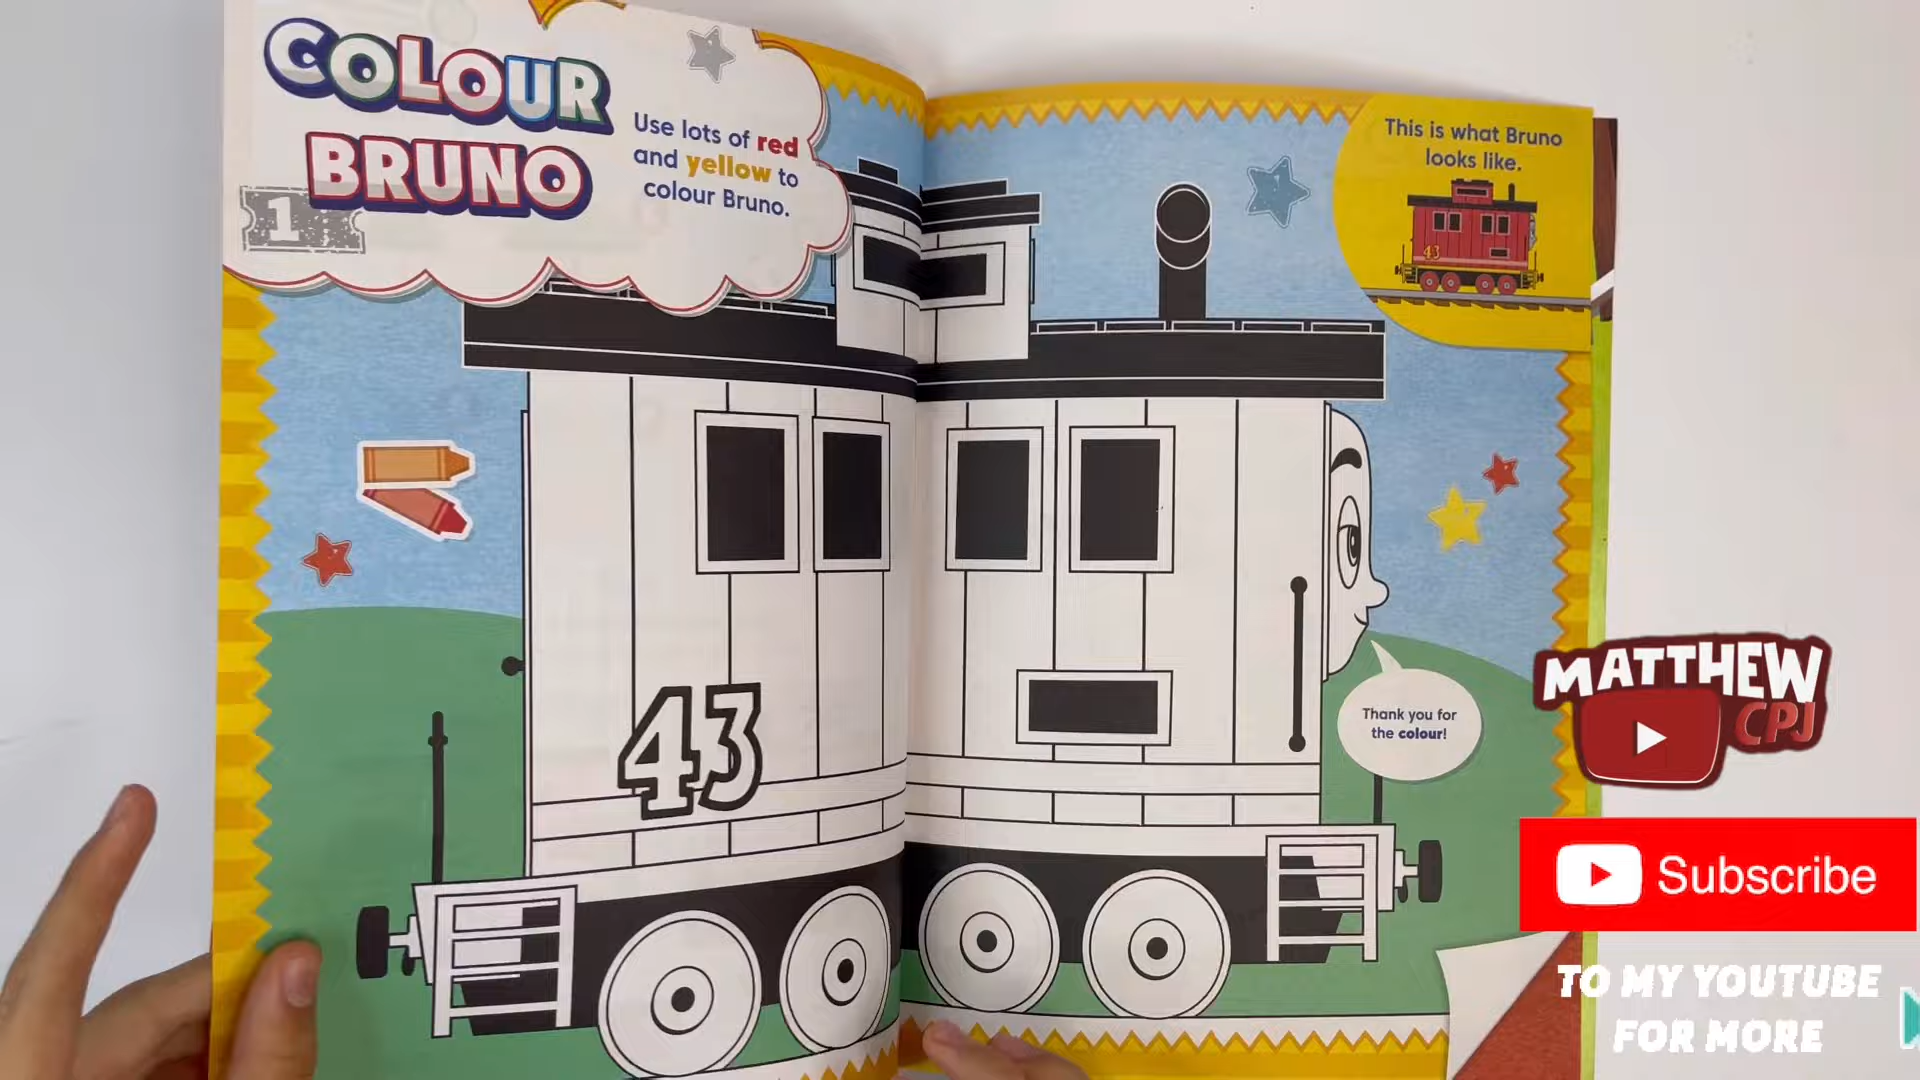 COLOUR
BRUNO
1
Use lots of red
and yellow to
colour Bruno.
This is what Bruno
looks like.
43
43
Thank you for
the colour!
MATTHEW
CPJ
Subscribe
TO MY YOUTUBE
FOR MORE